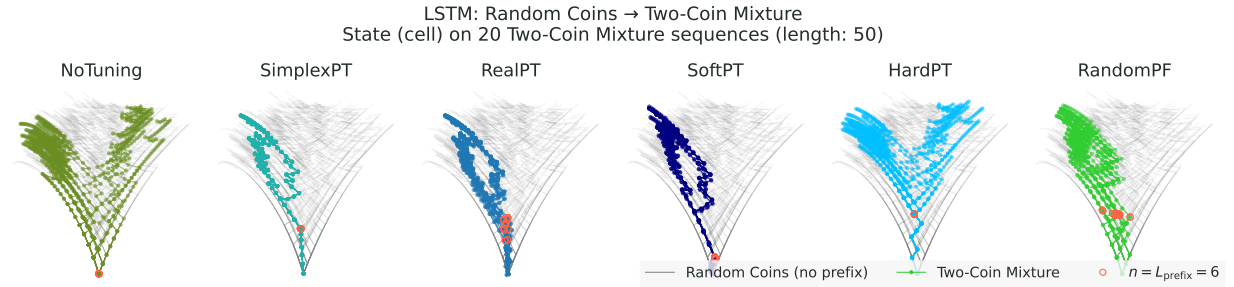 LSTM: Random Coins → Two-Coin Mixture
State (cell) on 20 Two-Coin Mixture sequences (length: 50)
NoTuning SimplexPT RealPT SoftPT HardPT RandomPF
Random Coins (no prefix) Two-Coin Mixture n = L_prefix = 6